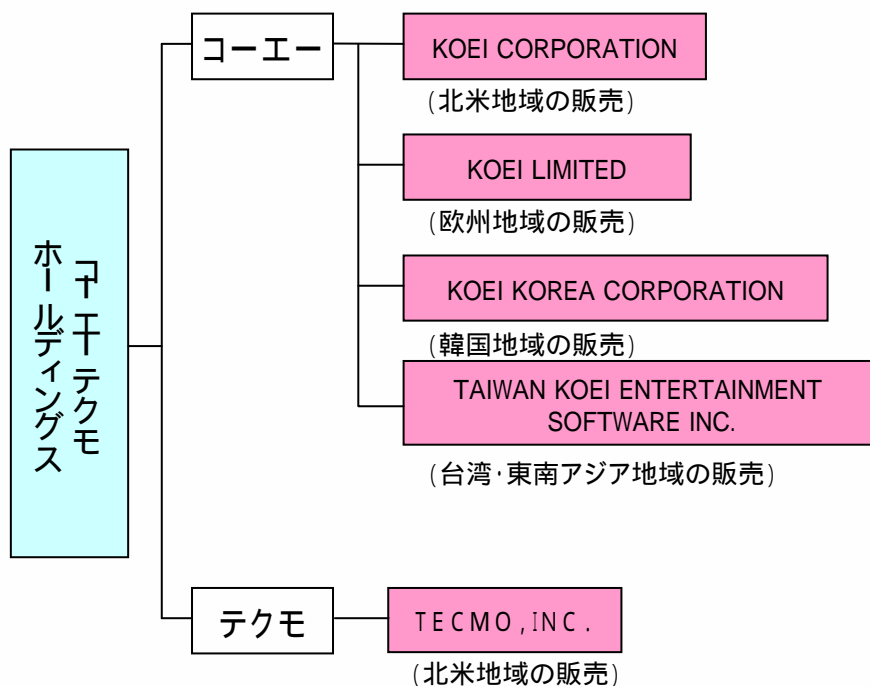 コーエーテクモ
ホールディングス
コーエー
KOEI CORPORATION
(北米地域の販売)
KOEI LIMITED
(欧州地域の販売)
KOEI KOREA CORPORATION
(韓国地域の販売)
TAIWAN KOEI ENTERTAINMENT
SOFTWARE INC.
(台湾・東南アジア地域の販売)
テクモ
TECMO,INC.
(北米地域の販売)